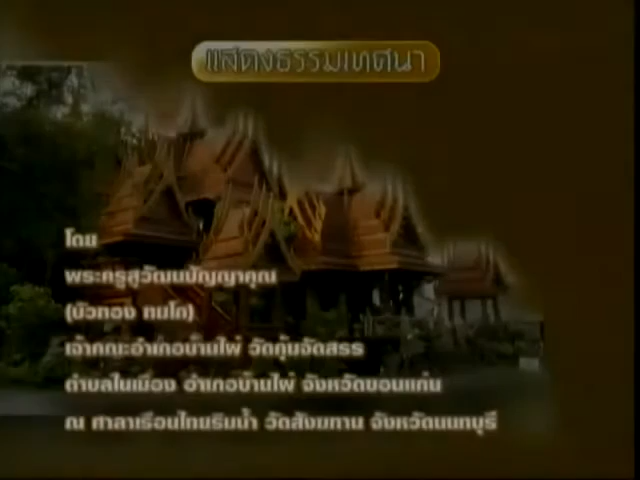 แสดงธรรมเทศนา
โดย
พระครูสุวัฒนปัญญาคุณ
(บัวทอง ทมโก)
เจ้าคณะอำเภอบ้านไผ่ วัดคุ้มจัดสรร
ตำบลในเมือง อำเภอบ้านไผ่ จังหวัดขอนแก่น
ณ ศาลาเรือนไทยริมน้ำ วัดสังฆทาน จังหวัดนนทบุรี